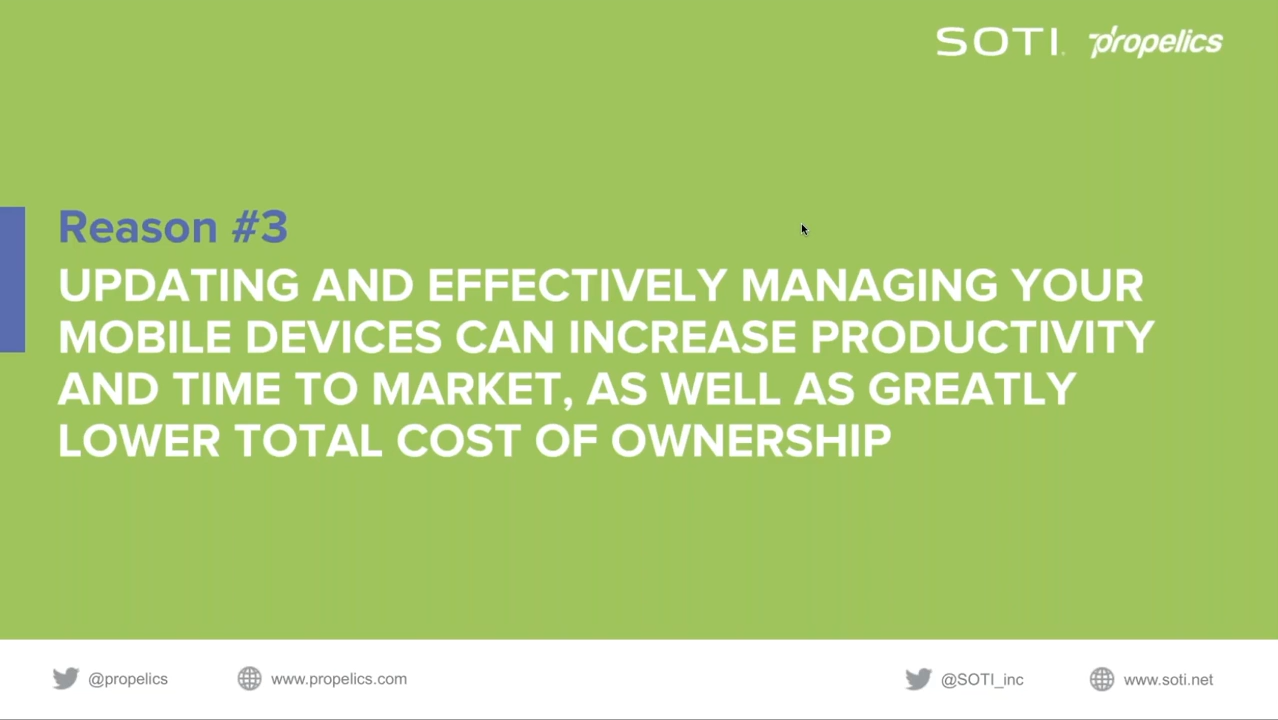 SOTI propelics
Reason #3
UPDATING AND EFFECTIVELY MANAGING YOUR
MOBILE DEVICES CAN INCREASE PRODUCTIVITY
AND TIME TO MARKET, AS WELL AS GREATLY
LOWER TOTAL COST OF OWNERSHIP
@propelics www.propelics.com @SOTI_inc www.soti.net